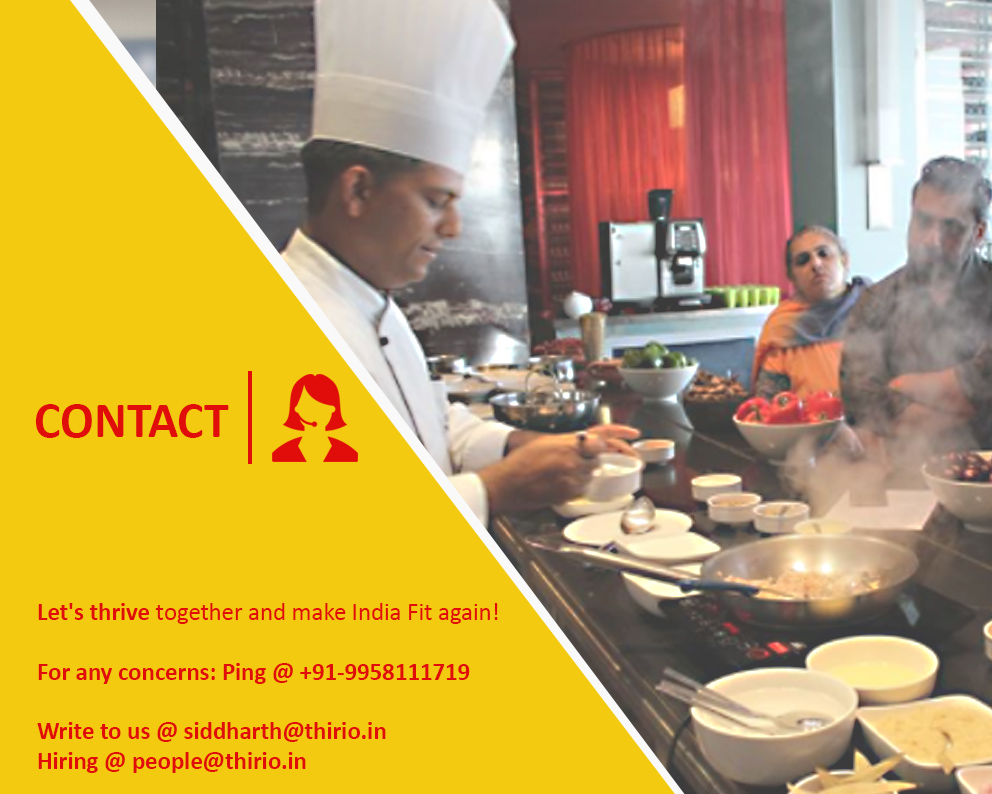 CONTACT
Let's thrive together and make India Fit again!
For any concerns: Ping @ +91-9958111719
Write to us @ siddharth@thirio.in
Hiring @ people@thirio.in